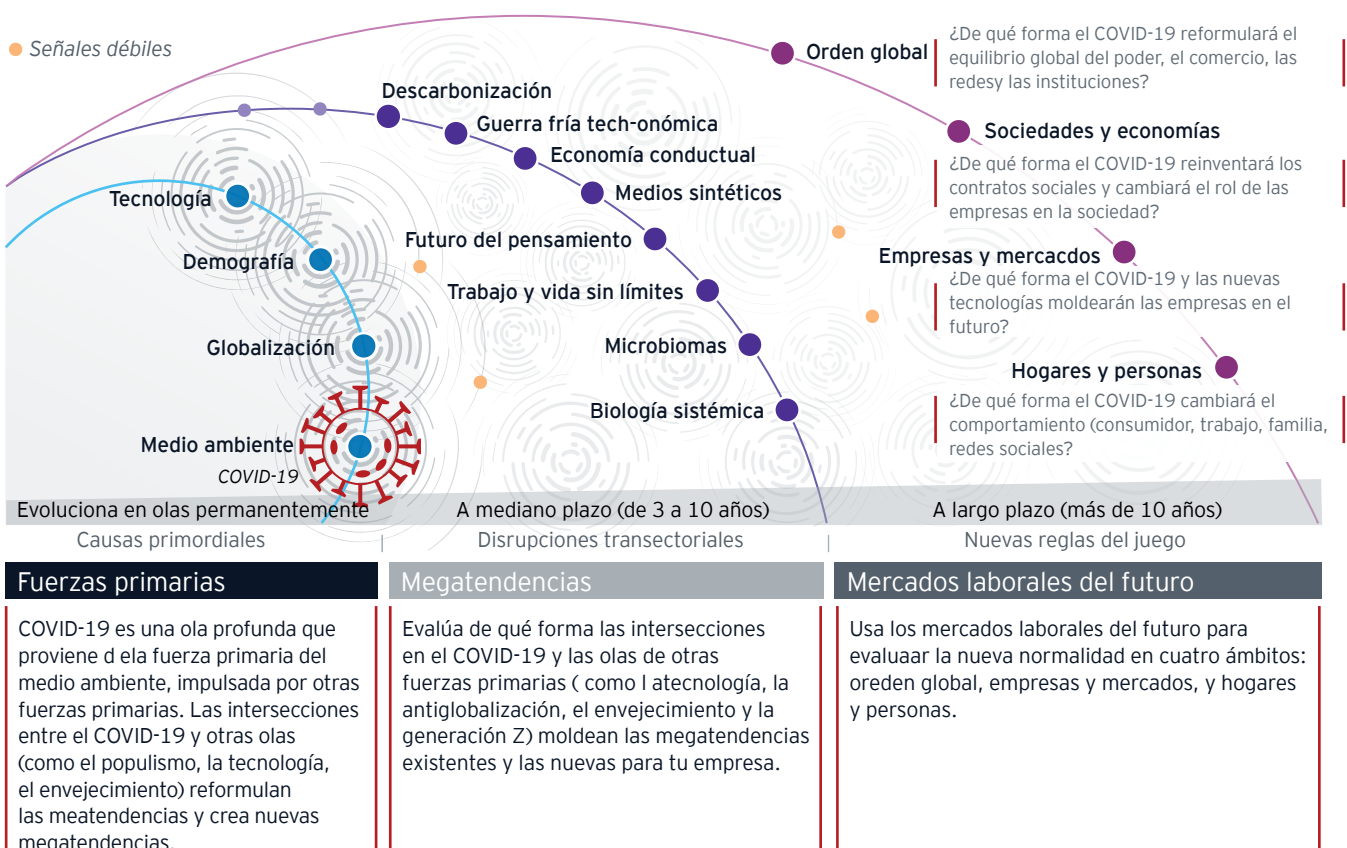 Señales débiles
Orden global
¿De qué forma el COVID-19 reformulará el
equilibrio global del poder, el comercio, las
redesy las instituciones?
Descarbonización
Guerra fría tech-onómica
Sociedades y economías
Economía conductual
¿De qué forma el COVID-19 reinventará los
contratos sociales y cambiará el rol de las
empresas en la sociedad?
Tecnología
Medios sintéticos
Futuro del pensamiento
Demografía
Empresas y mercacdos
¿De qué forma el COVID-19 y las nuevas
tecnologías moldearán las empresas en el
futuro?
Trabajo y vida sin límites
Globalización
Microbiomas
Hogares y personas
¿De qué forma el COVID-19 cambiará el
comportamiento (consumidor, trabajo, familia,
redes sociales?
Biología sistémica
Medio ambiente
COVID-19
Evoluciona en olas permanentemente
A mediano plazo (de 3 a 10 años)
A largo plazo (más de 10 años)
Causas primordiales
Disrupciones transectoriales
Nuevas reglas del juego
Fuerzas primarias
COVID-19 es una ola profunda que
proviene d ela fuerza primaria del
medio ambiente, impulsada por otras
fuerzas primarias. Las intersecciones
entre el COVID-19 y otras olas
(como el populismo, la tecnología,
el envejecimiento) reformulan
las meatendencias y crea nuevas
megatendencias.
Megatendencias
Evalúa de qué forma las intersecciones
en el COVID-19 y las olas de otras
fuerzas primarias ( como l atecnología, la
antiglobalización, el envejecimiento y la
generación Z) moldean las megatendencias
existentes y las nuevas para tu empresa.
Mercados laborales del futuro
Usa los mercados laborales del futuro para
evaluaar la nueva normalidad en cuatro ámbitos:
oreden global, empresas y mercados, y hogares
y personas.